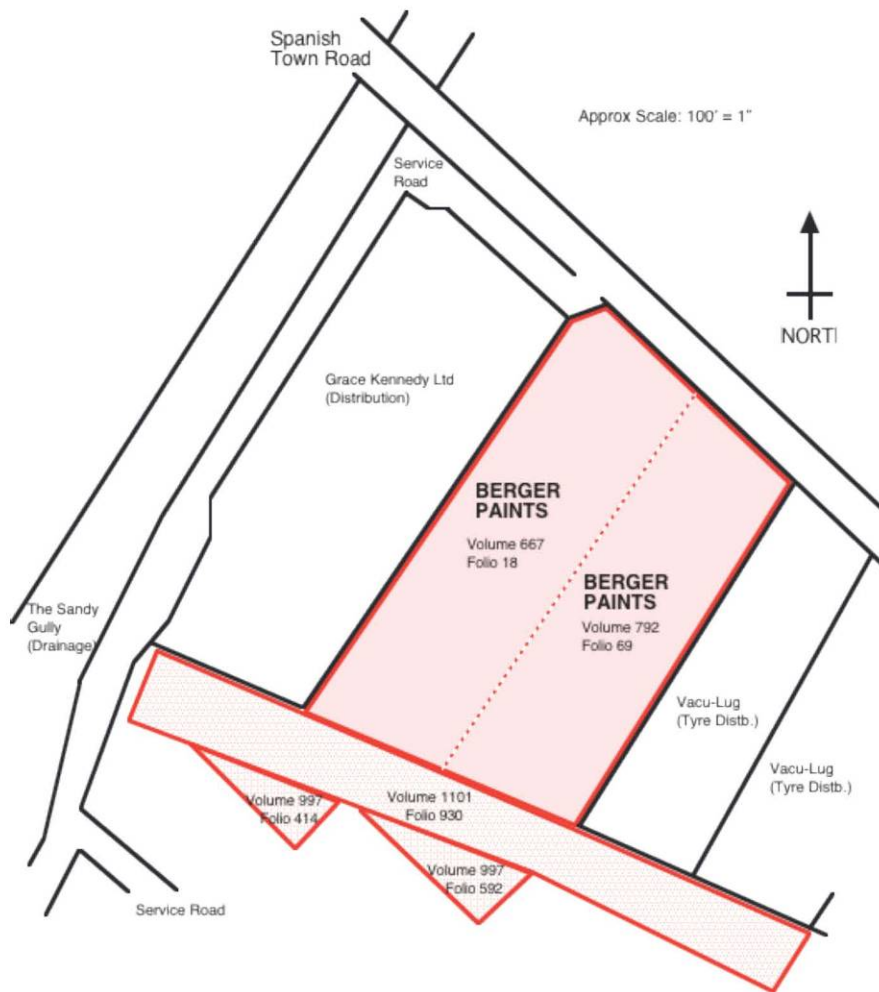 Spanish
Town Road
Approx Scale: 100' = 1"
Service
Road
NORTH
Grace Kennedy Ltd
(Distribution)
BERGER
PAINTS
Volume 667
Folio 18
BERGER
PAINTS
Volume 792
Folio 69
The Sandy
Gully
(Drainage)
Vacu-Lug
(Tyre Distb.)
Vacu-Lug
(Tyre Distb.)
Volume 997
Folio 414
Volume 1101
Folio 930
Volume 997
Folio 592
Service Road